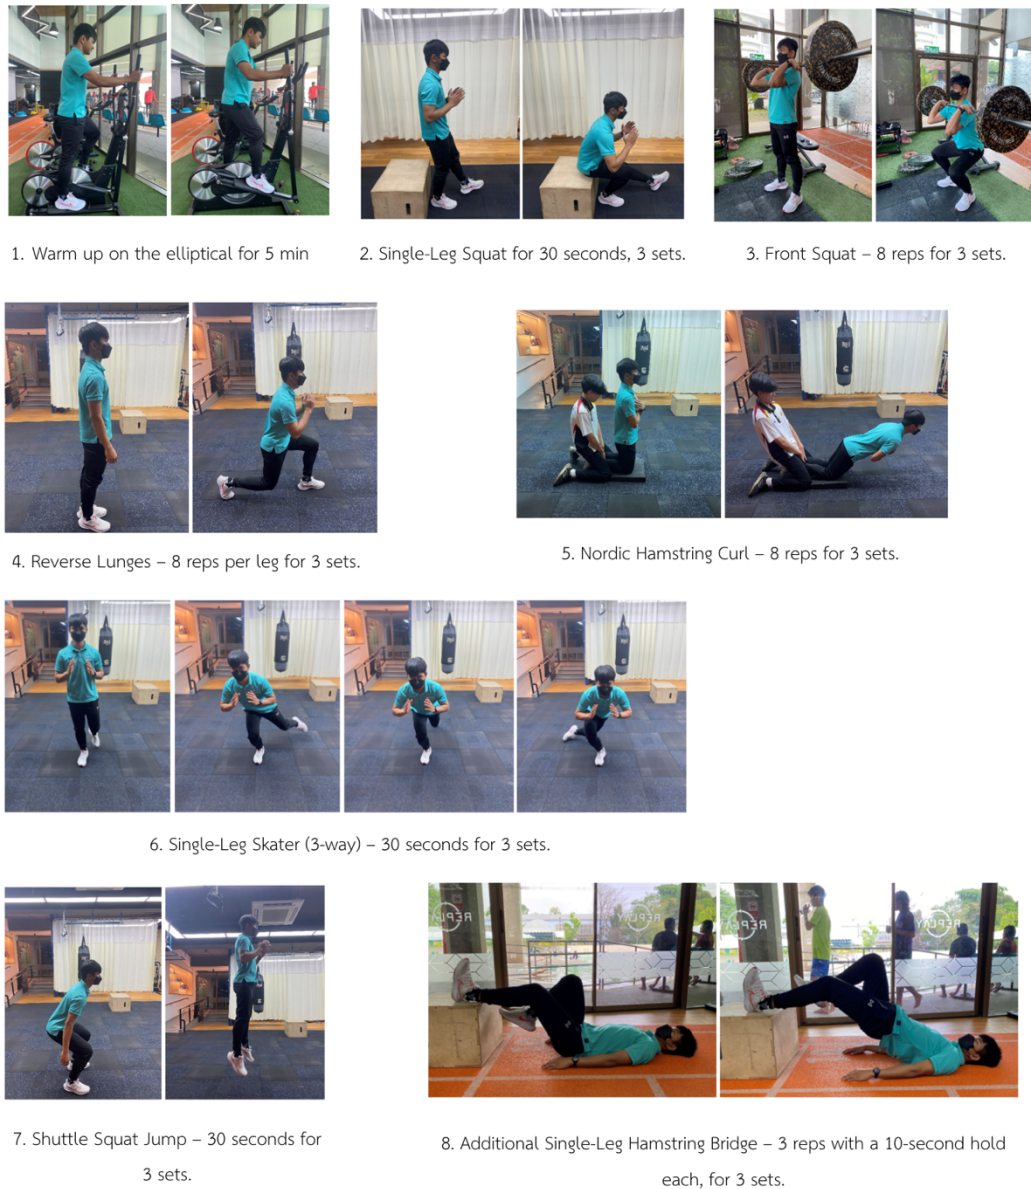 1. Warm up on the elliptical for 5 min
2. Single-Leg Squat for 30 seconds, 3 sets.
3. Front Squat – 8 reps for 3 sets.
4. Reverse Lunges – 8 reps per leg for 3 sets.
5. Nordic Hamstring Curl – 8 reps for 3 sets.
6. Single-Leg Skater (3-way) – 30 seconds for 3 sets.
7. Shuttle Squat Jump – 30 seconds for
3 sets.
8. Additional Single-Leg Hamstring Bridge – 3 reps with a 10-second hold
each, for 3 sets.